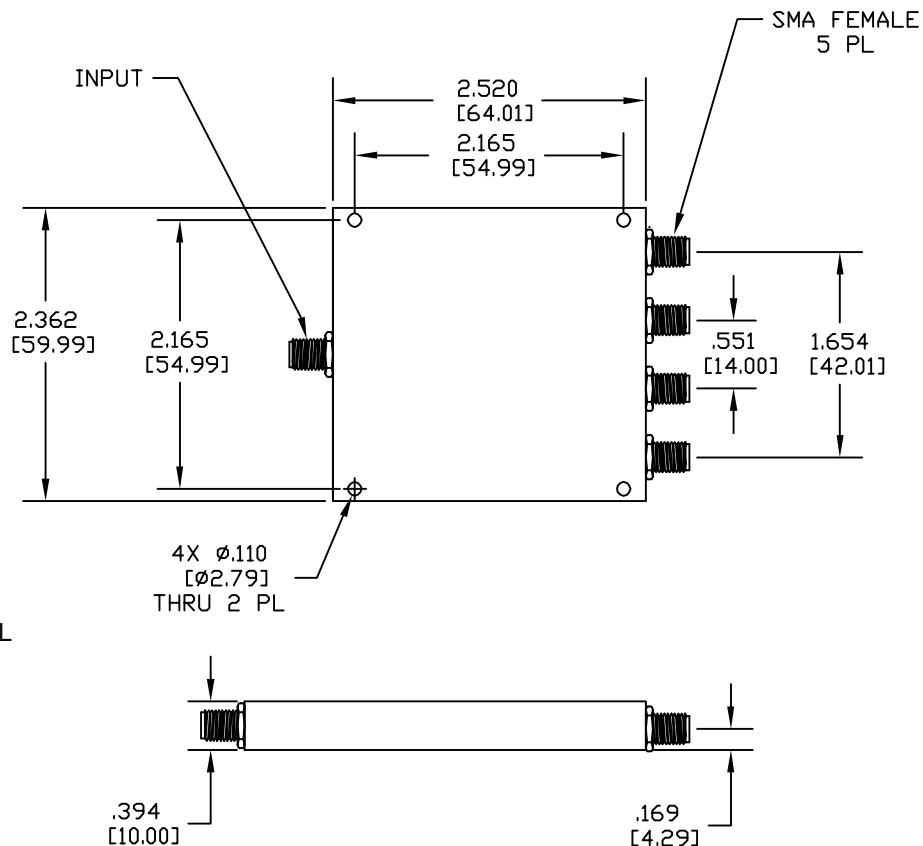 SMA FEMALE
5 PL
INPUT
2.520
[64.01]
2.165
[54.99]
2.362
[59.99]
2.165
[54.99]
.551
[14.00]
1.654
[42.01]
4X Ø.110
[Ø2.79]
THRU 2 PL
L
.394
[10.00]
.169
[4.29]